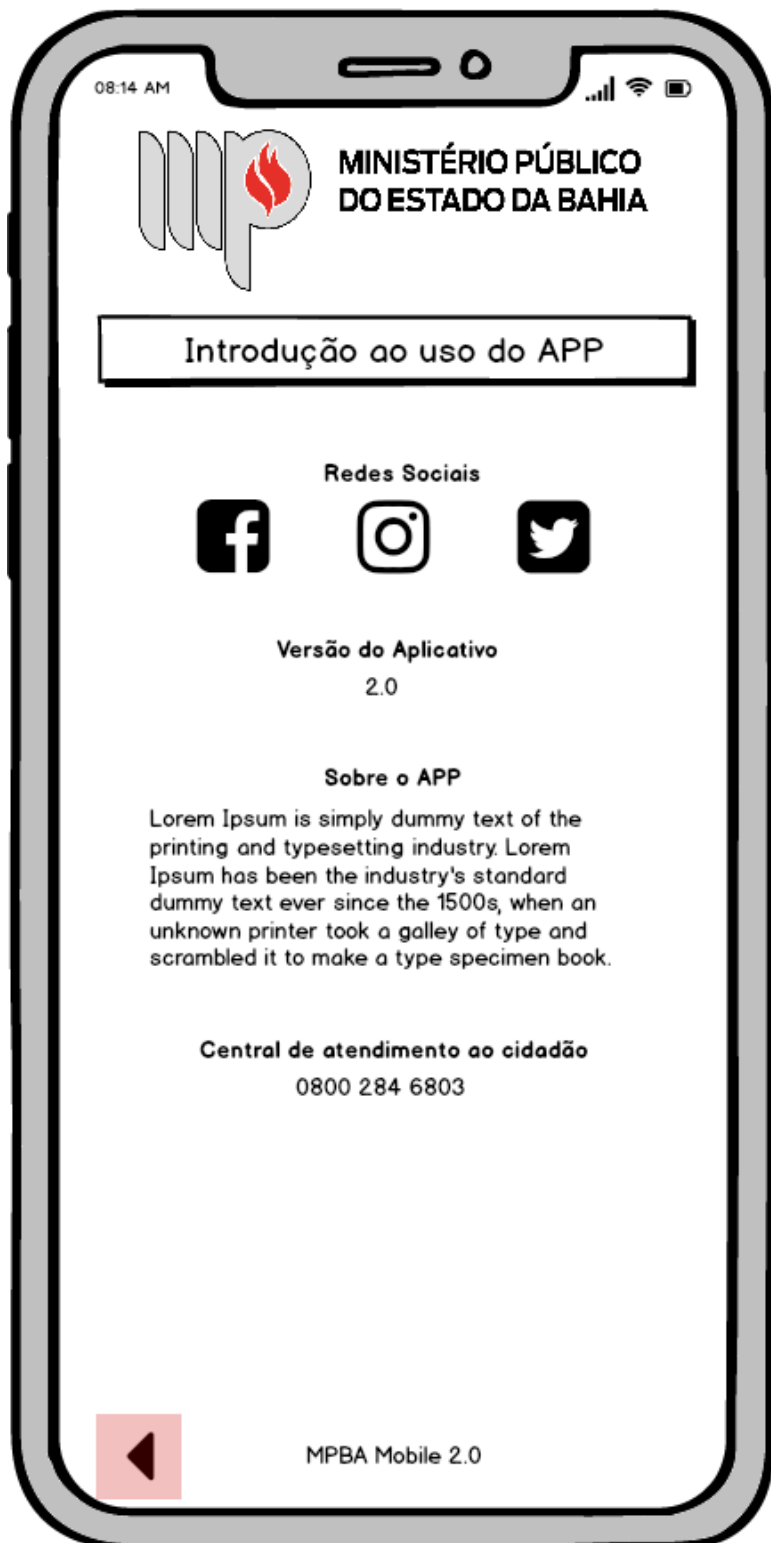 08:14 AM
mp
MINISTÉRIO PÚBLICO
DO ESTADO DA BAHIA
Introdução ao uso do APP
Redes Sociais
Versão do Aplicativo
2.0
Sobre o APP
Lorem Ipsum is simply dummy text of the
printing and typesetting industry. Lorem
Ipsum has been the industry's standard
dummy text ever since the 1500s, when an
unknown printer took a galley of type and
scrambled it to make a type specimen book.
Central de atendimento ao cidadão
0800 284 6803
MPBA Mobile 2.0